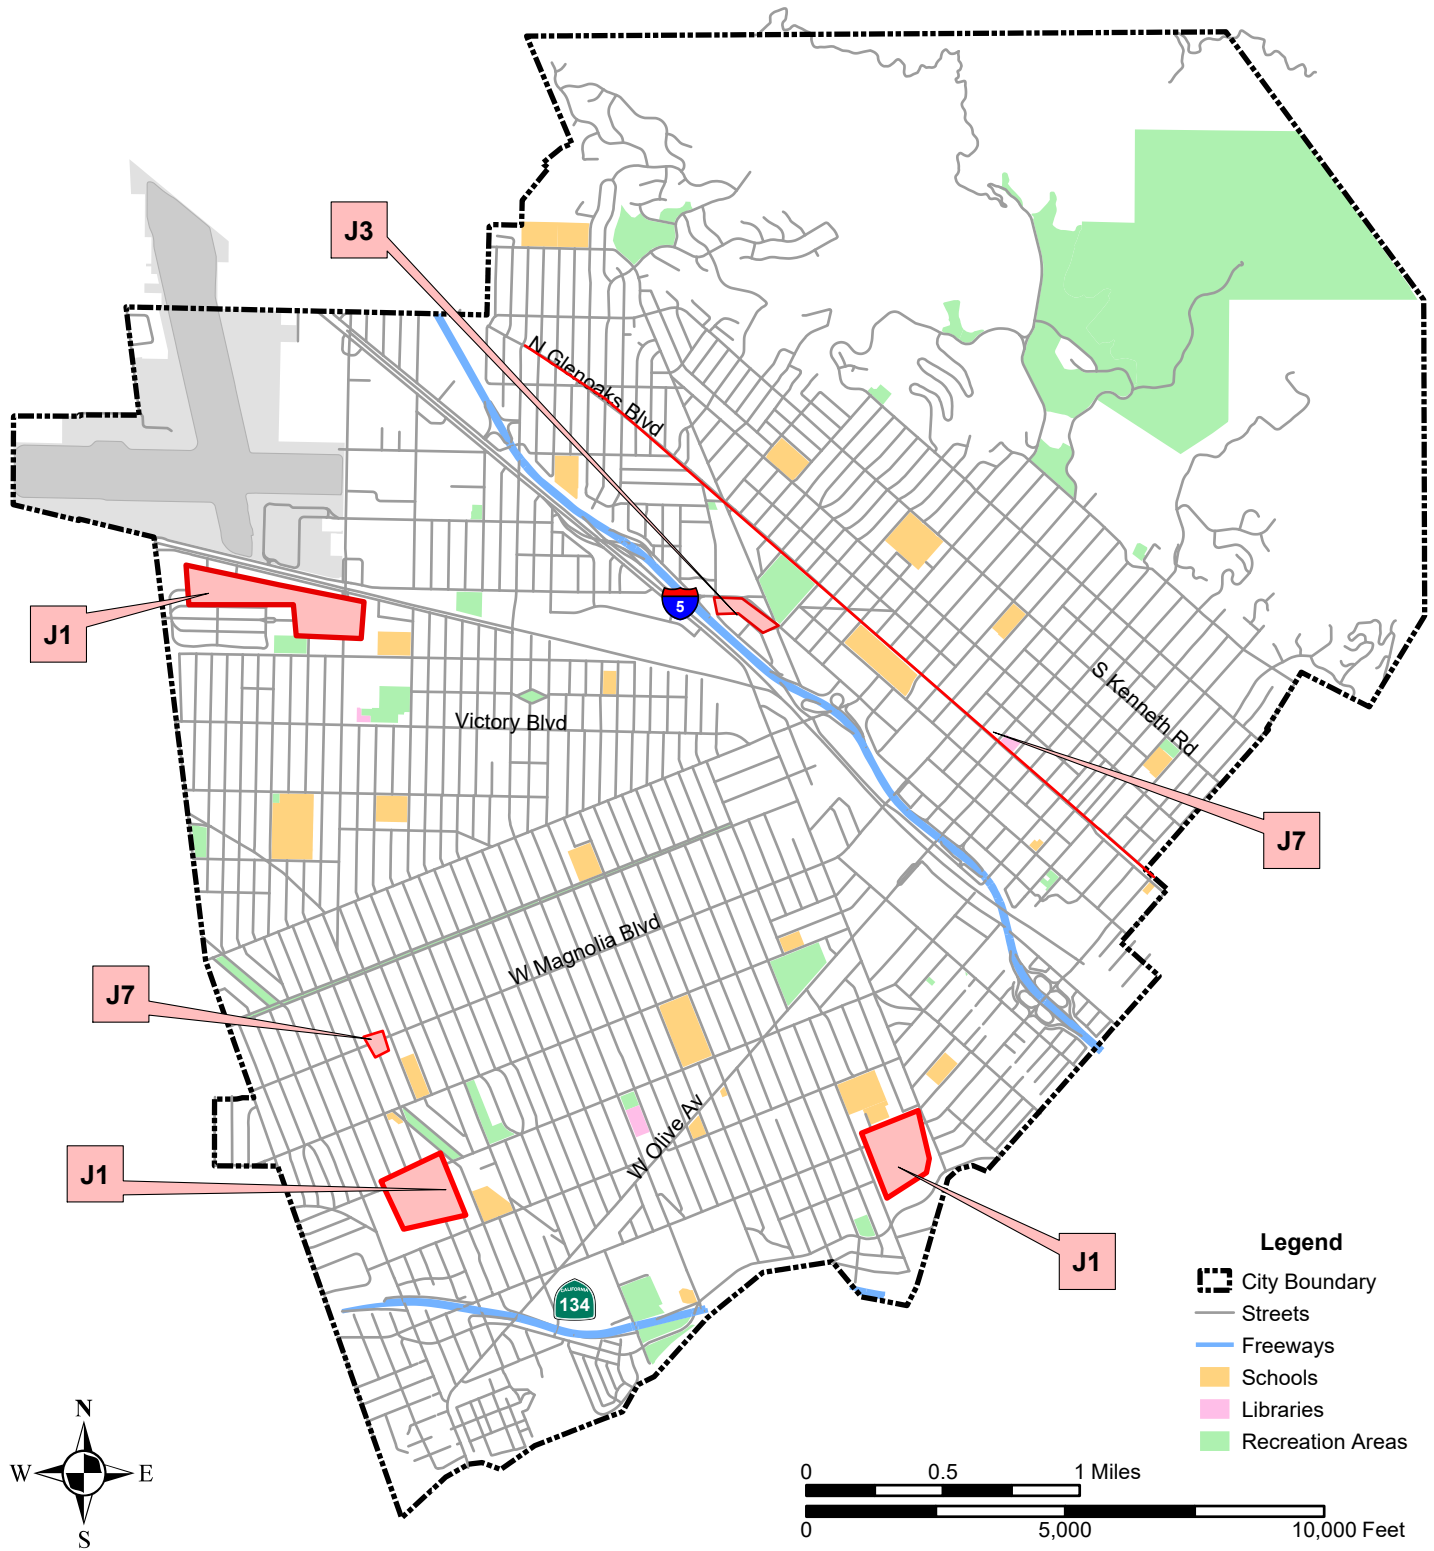 J3
N Glenoaks Blvd
5
J1
S Kenneth Rd
Victory Blvd
J7
W Magnolia Blvd
J7
W Olive Av
J1
J1
CALIFORNIA
134
Legend
City Boundary
Streets
Freeways
Schools
Libraries
Recreation Areas
N
W E
S
0 0.5 1 Miles
0 5,000 10,000 Feet